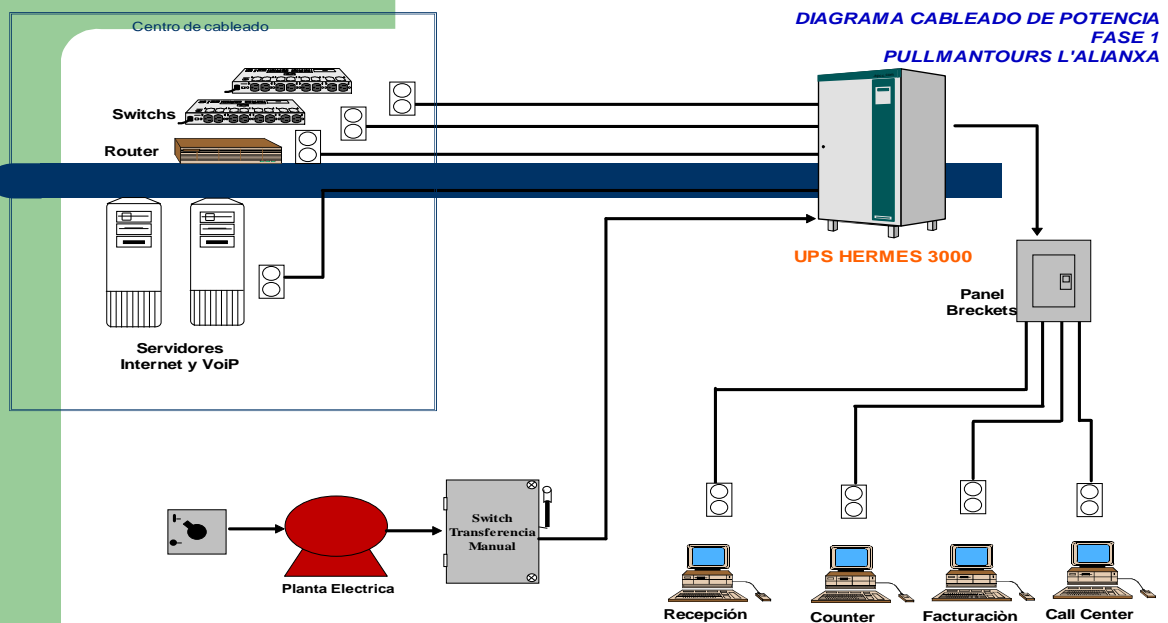 DIAGRAMA CABLEADO DE POTENCIA
FASE 1
PULLMANTOURS L'ALIANXA
Centro de cableado
Switchs
Router
Servidores
Internet y VoiP
UPS HERMES 3000
Panel
Breckets
Switch
Transferencia
Manual
Planta Electrica
Recepción
Counter
Facturaciòn
Call Center